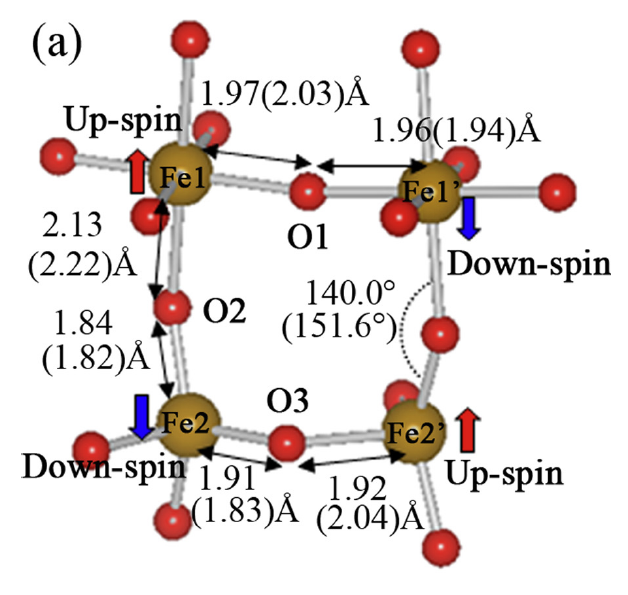 (a)
1.97(2.03)Å
Up-spin
1.96(1.94)Å
Fe1
Fe1'
2.13
(2.22)Å
O1
Down-spin
140.0°
(151.6°)
O2
1.84
(1.82)Å
O3
Fe2
Fe2'
Down-spin
Up-spin
1.91
(1.83)Å
1.92
(2.04)Å